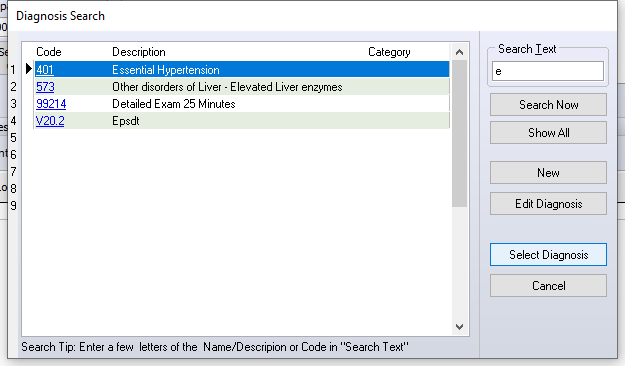 Diagnosis Search
Code Description Category
1 401 Essential Hypertension
2 573 Other disorders of Liver - Elevated Liver enzymes
3 99214 Detailed Exam 25 Minutes
4 V20.2 Epsdt
5
6
7
8
9
Search Text
e
Search Now
Show All
New
Edit Diagnosis
Select Diagnosis
Cancel
Search Tip: Enter a few letters of the Name/Descripion or Code in "Search Text"